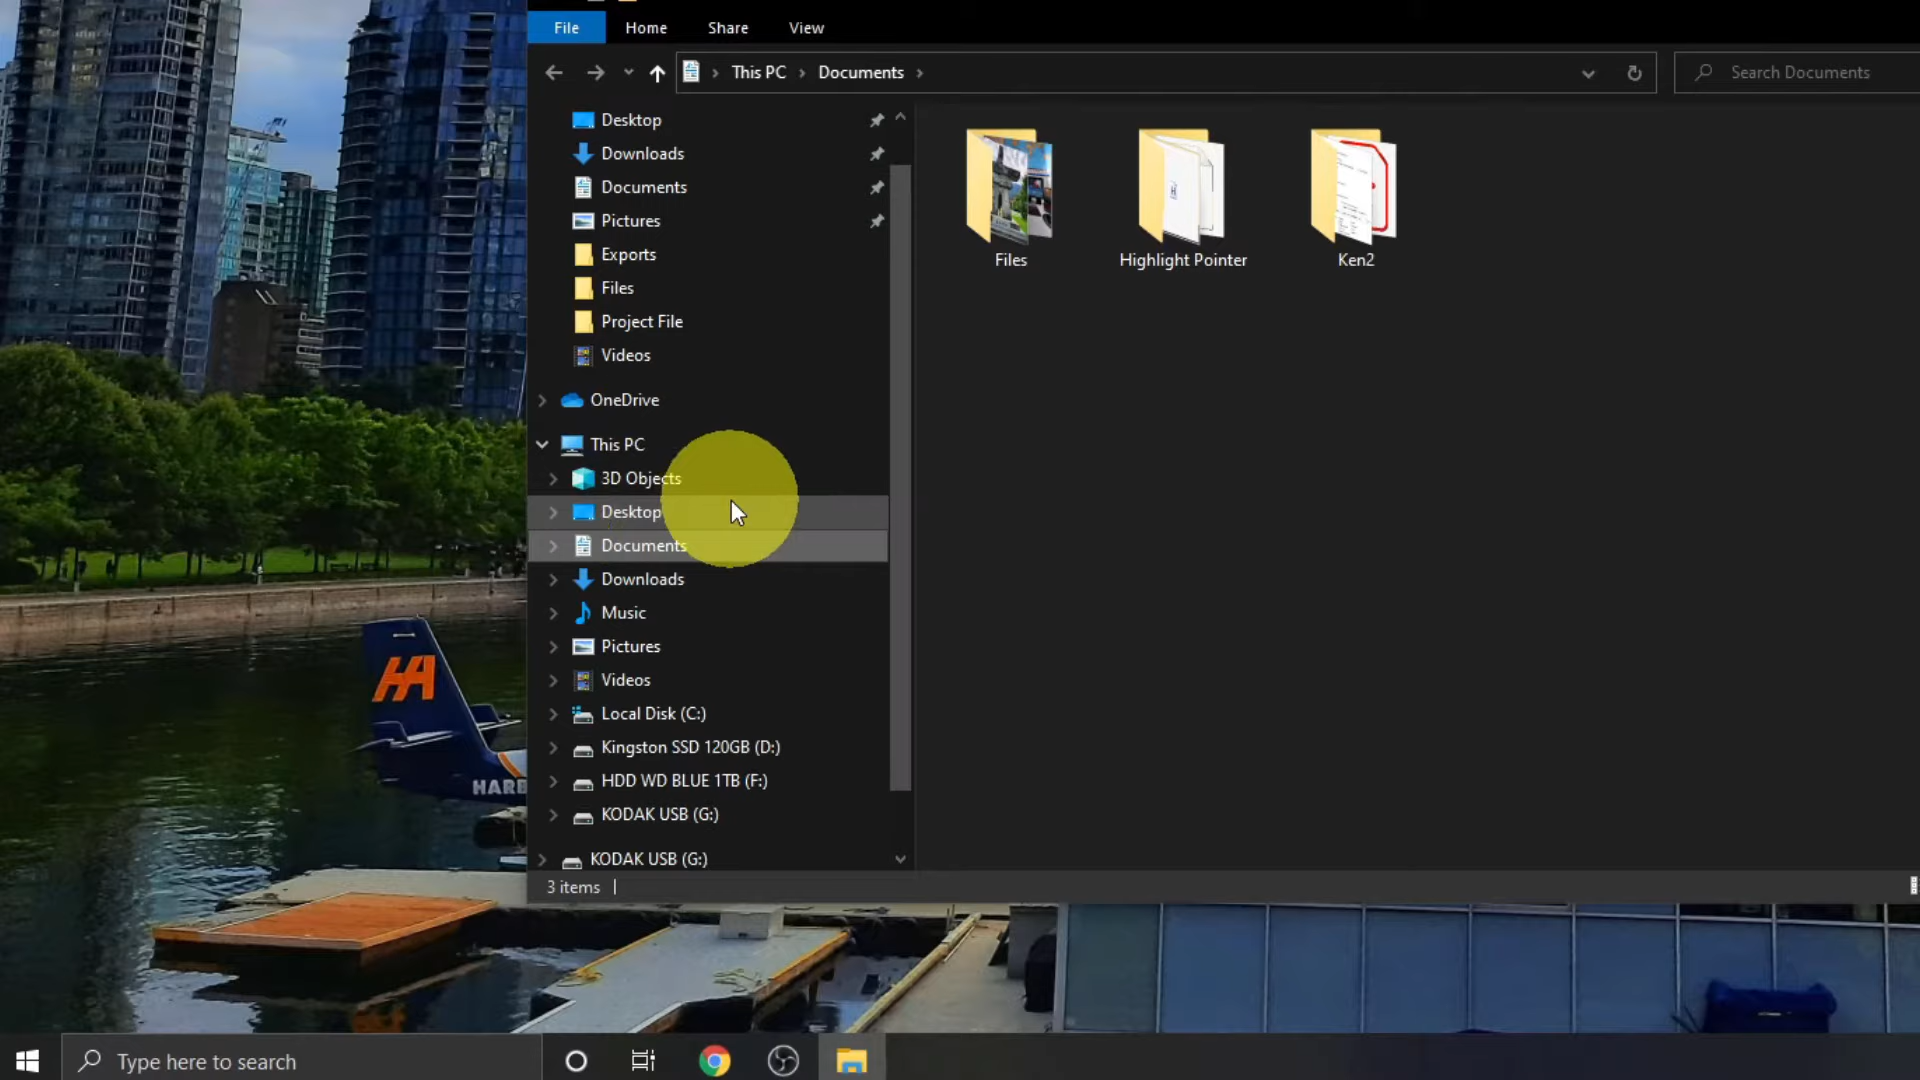 File Home Share View
This PC Documents
Search Documents
Desktop
Downloads
Documents
Pictures
Exports
Files
Project File
Videos
OneDrive
This PC
3D Objects
Desktop
Documents
Downloads
Music
Pictures
Videos
Local Disk (C:)
Kingston SSD 120GB (D:)
HDD WD BLUE 1TB (F:)
KODAK USB (G:)
KODAK USB (G:)
3 items
Files
Highlight Pointer
Ken2
HA
HARB
Type here to search